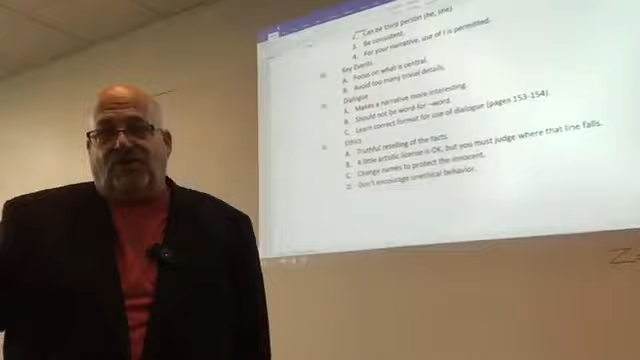 Can be third person (he, she)
3. Be consistent.
4. For your narrative, use of I is permitted.
Key Events
A. Focus on what is central.
B. Avoid too many trivial details.
Dialogue
A. Makes a narrative more interesting.
B. Should not be word-for-word.
C. Learn correct format for use of dialogue (pages 153-154).
Ethics
A. Truthful retelling of the facts.
B. A little artistic license is OK, but you must judge where that line falls.
C. Change names to protect the innocent.
D. Don't encourage unethical behavior.